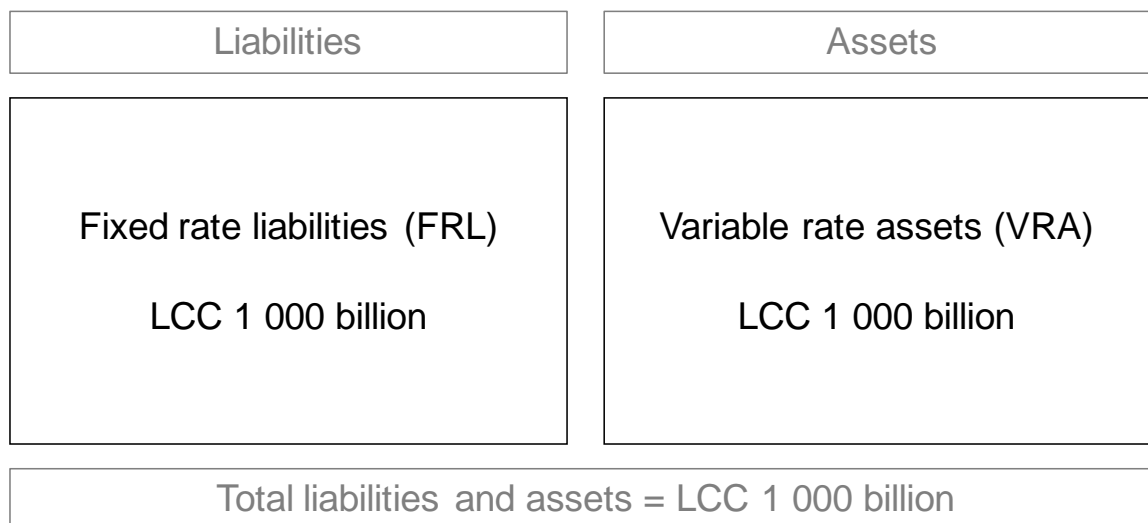 Liabilities
Assets
Fixed rate liabilities (FRL)
LCC 1 000 billion
Variable rate assets (VRA)
LCC 1 000 billion
Total liabilities and assets = LCC 1 000 billion